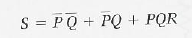 S = P̅ Q̅ + P̅Q + PQR